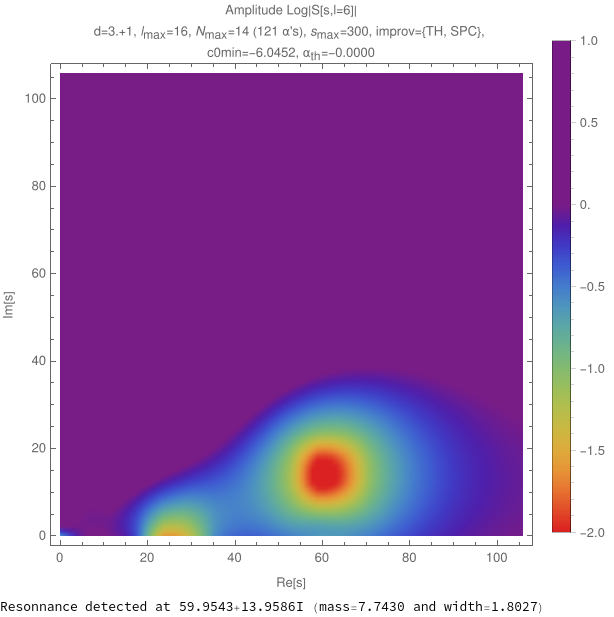 Amplitude Log|S[s,l=6]|
d=3.+1, lmax=16, Nmax=14 (121 α's), smax=300, improv={TH, SPC},
c0min=-6.0452, αth=-0.0000
1.0
0.5
0.
-0.5
-1.0
-1.5
-2.0
100
80
60
40
20
0
Im[s]
0 20 40 60 80 100
Re[s]
Resonnance detected at 59.9543+13.9586I (mass=7.7430 and width=1.8027)